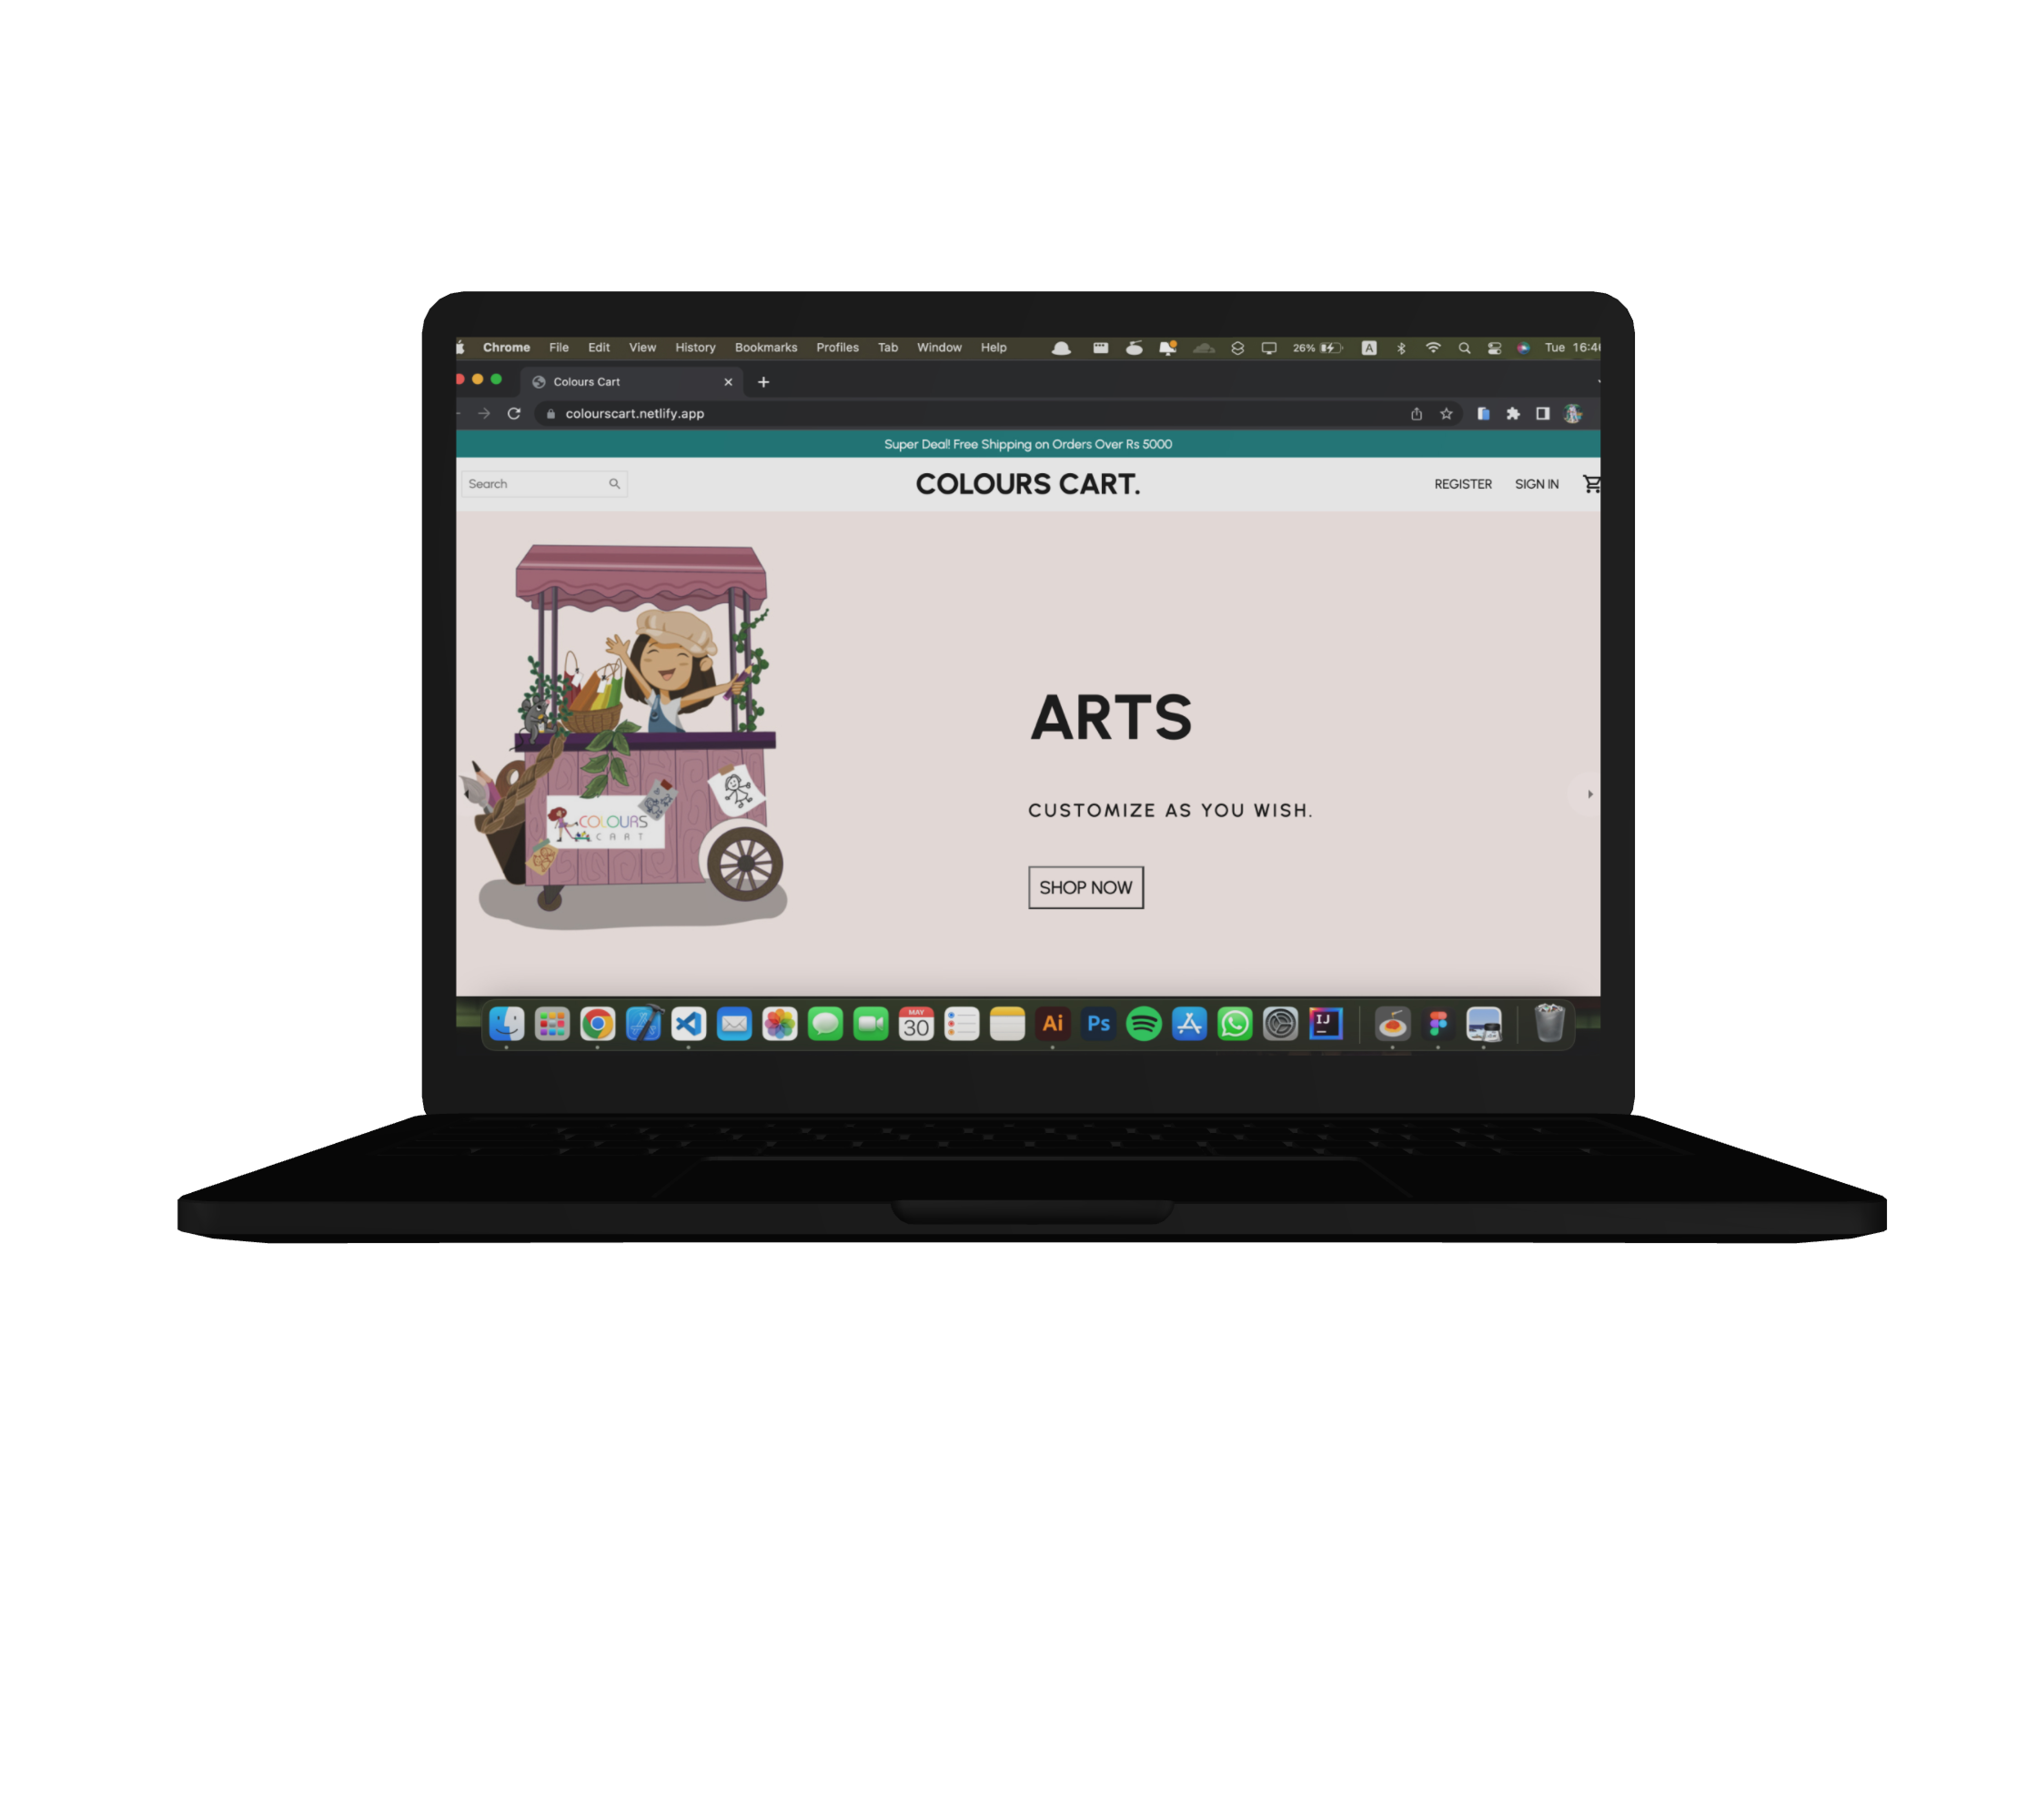 Chrome File Edit View History Bookmarks Profiles Tab Window Help 26% A Tue
Colours Cart
colourscart.netlify.app
Super Deal! Free Shipping on Orders Over Rs 5000
Search
COLOURS CART.
REGISTER SIGN IN
ARTS
CUSTOMIZE AS YOU WISH.
SHOP NOW
COLOURS
CART
MAY
30
Ai
Ps
IJ